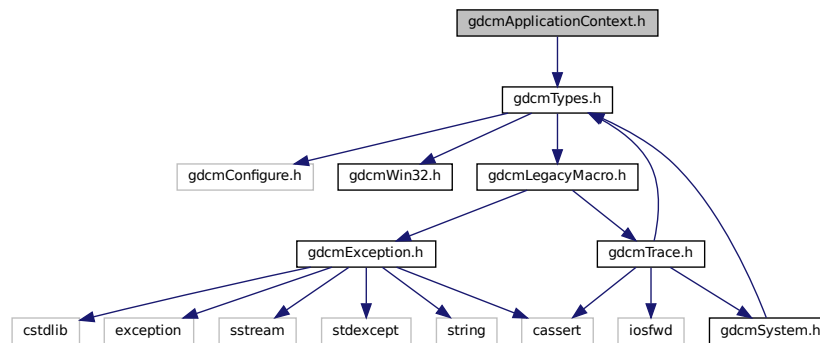 gdcmApplicationContext.h
gdcmTypes.h
gdcmConfigure.h
gdcmWin32.h
gdcmLegacyMacro.h
gdcmException.h
gdcmTrace.h
cstdlib
exception
sstream
stdexcept
string
cassert
iosfwd
gdcmSystem.h